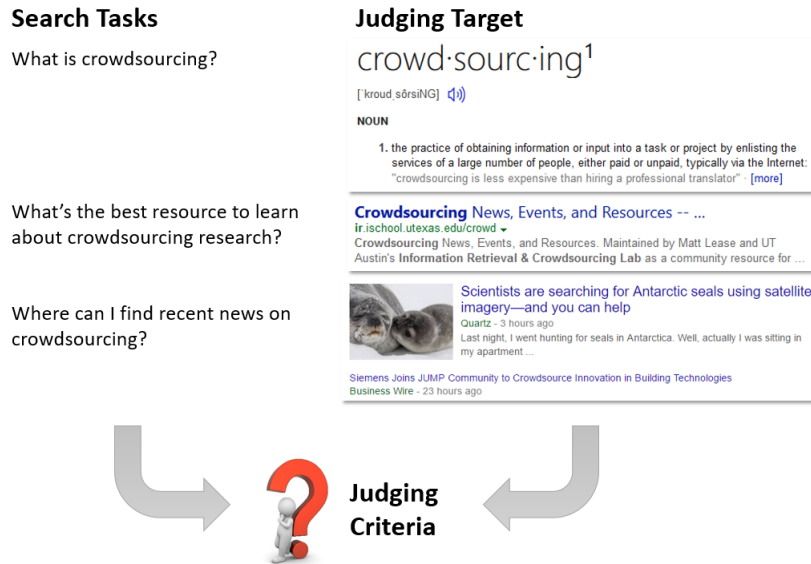 Search Tasks
Judging Target
What is crowdsourcing?
crowd·sourc·ing¹
[ˈkroud ˌsôrsiNG]
NOUN
1. the practice of obtaining information or input into a task or project by enlisting the
services of a large number of people, either paid or unpaid, typically via the Internet:
"crowdsourcing is less expensive than hiring a professional translator" · [more]
What's the best resource to learn
about crowdsourcing research?
Crowdsourcing News, Events, and Resources -- ...
ir.ischool.utexas.edu/crowd
Crowdsourcing News, Events, and Resources. Maintained by Matt Lease and UT
Austin's Information Retrieval & Crowdsourcing Lab as a community resource for ...
Where can I find recent news on
crowdsourcing?
Scientists are searching for Antarctic seals using satellite
imagery—and you can help
Quartz - 3 hours ago
Last night, I went hunting for seals in Antarctica. Well, actually I was sitting in
my apartment ...
Siemens Joins JUMP Community to Crowdsource Innovation in Building Technologies
Business Wire - 23 hours ago
?
Judging
Criteria